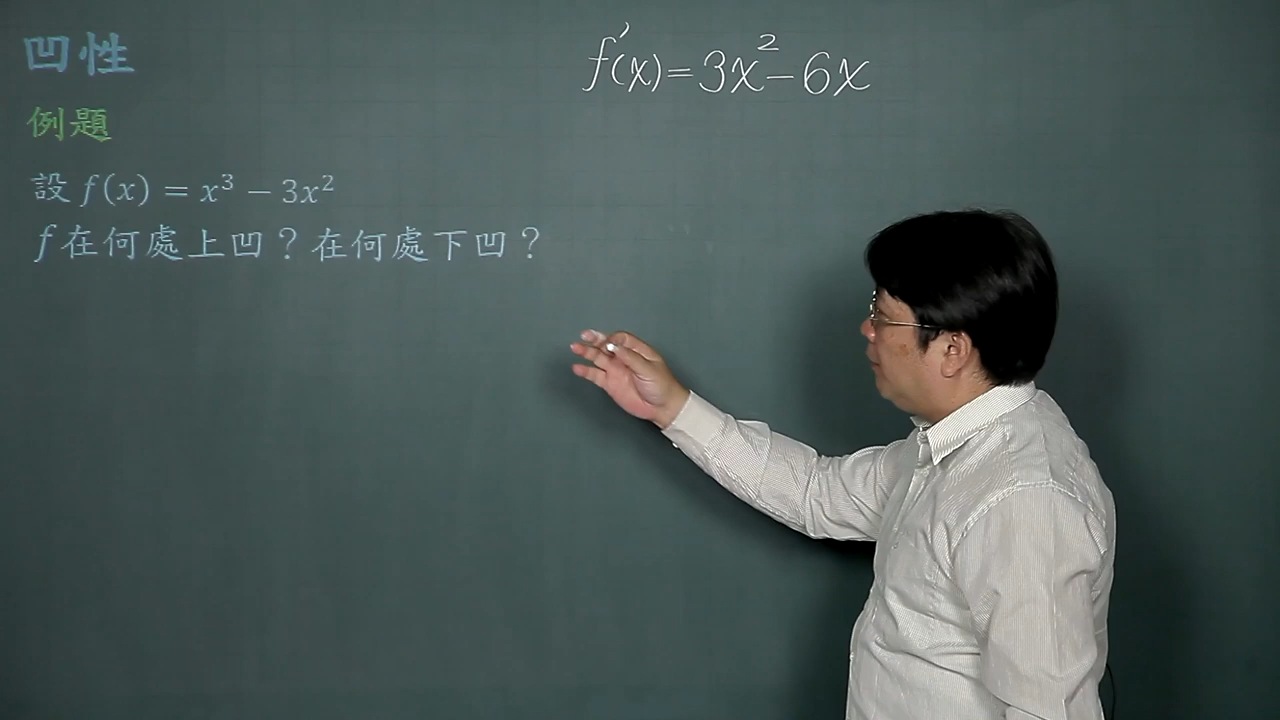 凹性
例題
設 f(x) = x³ − 3x²
f 在何處上凹？在何處下凹？
f′(x) = 3x² − 6x